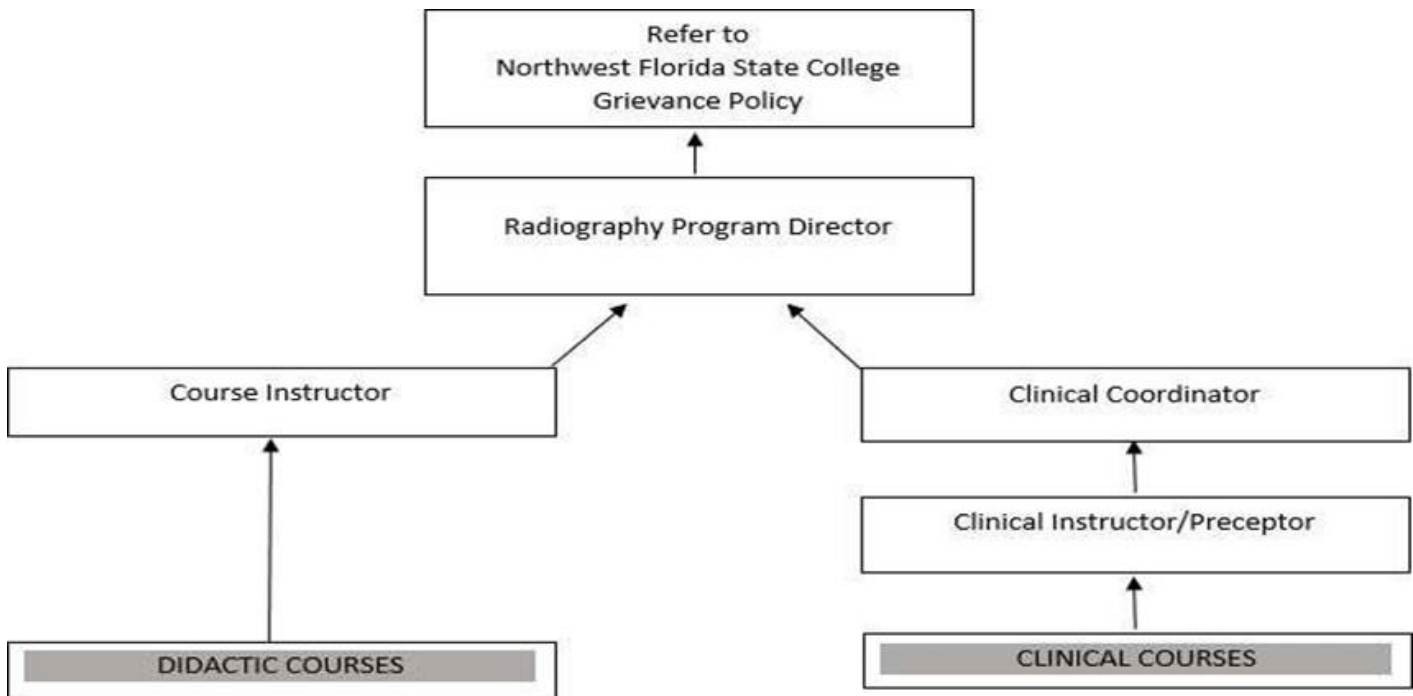 Refer to
Northwest Florida State College
Grievance Policy
Radiography Program Director
Course Instructor
Clinical Coordinator
Clinical Instructor/Preceptor
DIDACTIC COURSES
CLINICAL COURSES